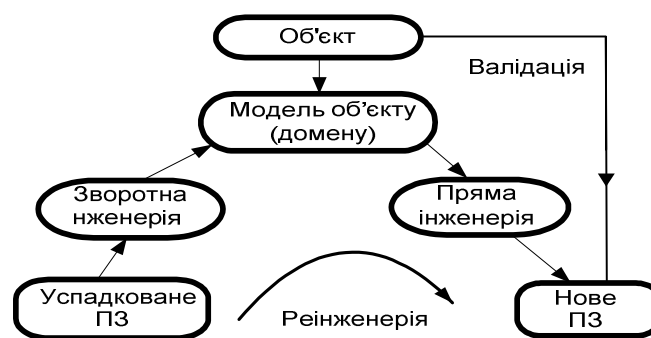 Об'єкт
Валідація
Модель об’єкту
(домену)
Зворотна
нженерія
Пряма
інженерія
Успадковане
ПЗ
Реінженерія
Нове
ПЗ